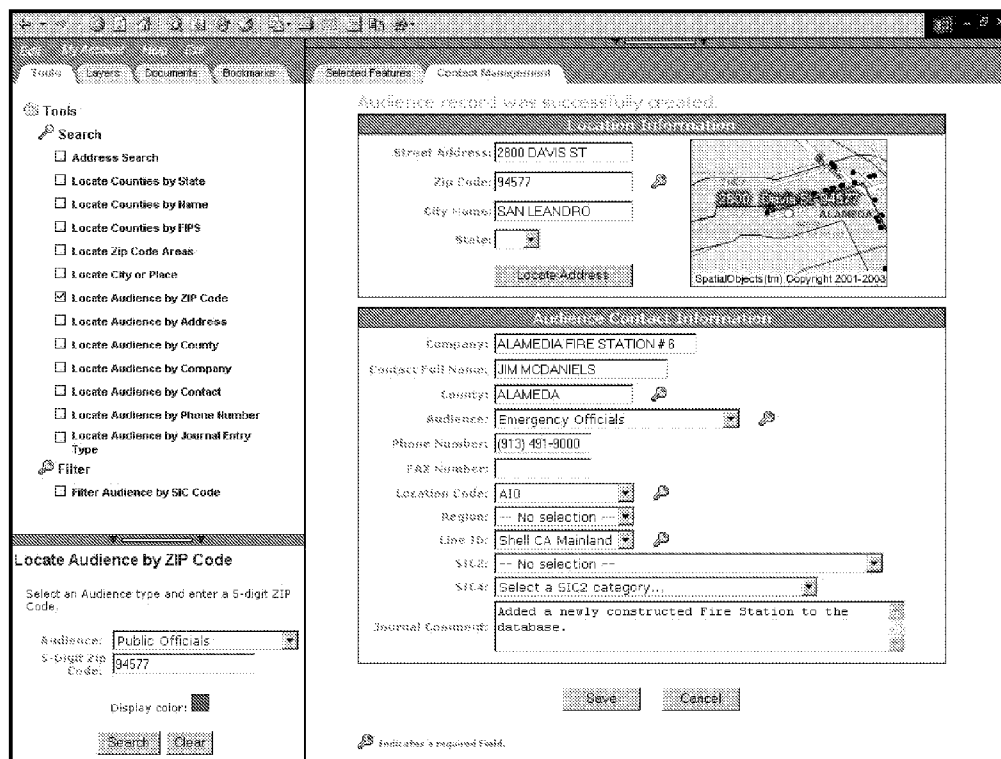 My Account Help Exit
Tools Layers Documents Bookmarks
Selected Features Contact Management
Tools
Search
Address Search
Locate Counties by State
Locate Counties by Name
Locate Counties by FIPS
Locate Zip Code Areas
Locate City or Place
Locate Audience by ZIP Code
Locate Audience by Address
Locate Audience by County
Locate Audience by Company
Locate Audience by Contact
Locate Audience by Phone Number
Locate Audience by Journal Entry
Type
Filter
Filter Audience by SIC Code
Locate Audience by ZIP Code
Select an Audience type and enter a 5-digit ZIP
Code.
Audience: Public Officials
5-Digit Zip
Code: 94577
Display color:
Search Clear
Audience record was successfully created.
Location Information
Street Address: 2800 DAVIS ST
Zip Code: 94577
City Name: SAN LEANDRO
State:
Locate Address
2800 Davis St 94577
ALAMEDA
SpatialObjects(tm) Copyright 2001-2003
Audience Contact Information
Company: ALAMEDIA FIRE STATION # 6
Contact Full Name: JIM MCDANIELS
County: ALAMEDA
Audience: Emergency Officials
Phone Number: (913) 491-9000
FAX Number:
Location Code: AID
Region: -- No selection --
Line ID: Shell CA Mainland
SIC2: -- No selection --
SIC4: Select a SIC2 category...
Journal Comment: Added a newly constructed Fire Station to the
database.
Save Cancel
Indicates a required field.